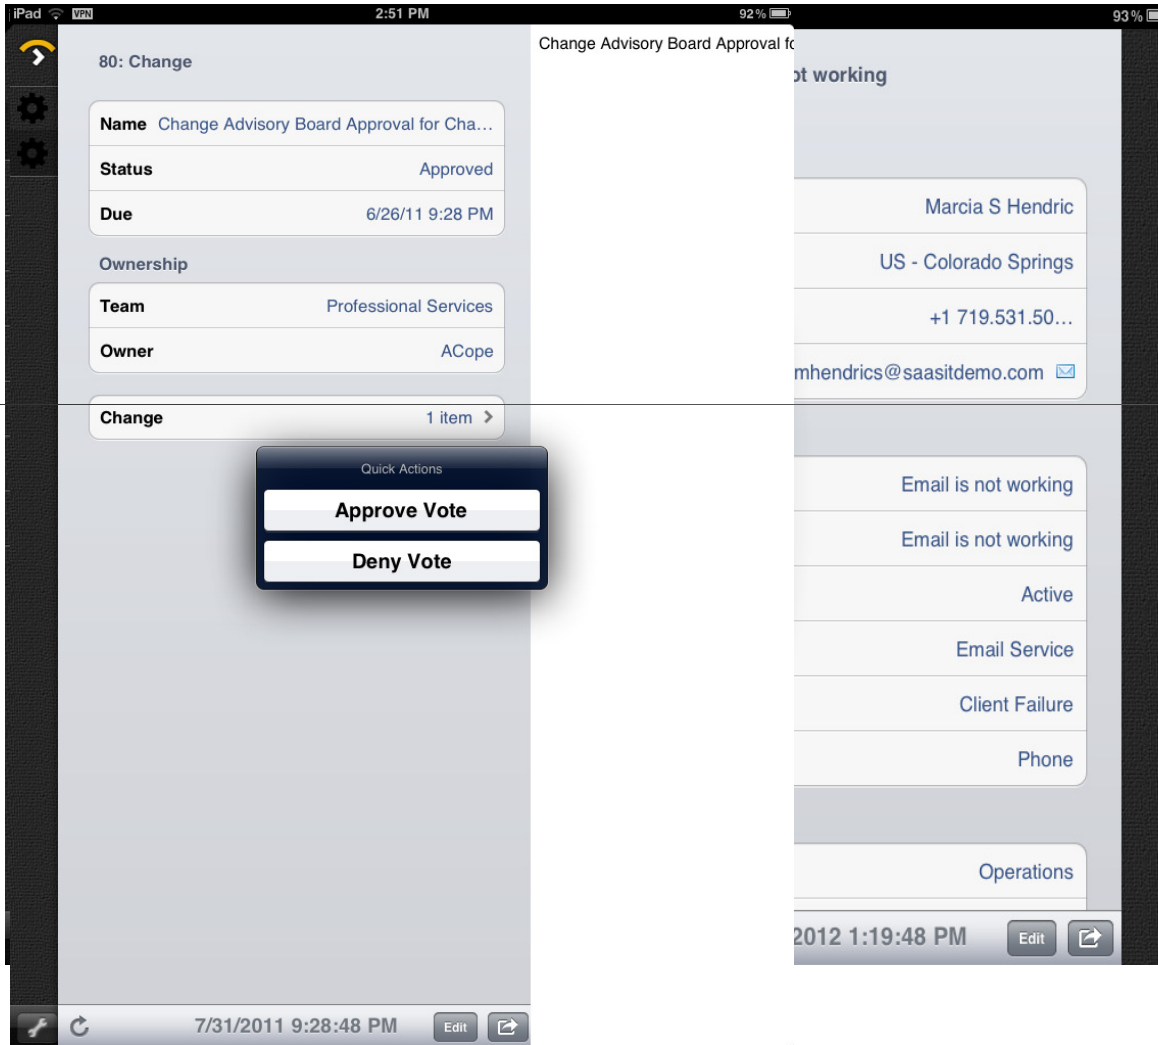 iPad VPN 2:51 PM 92%
80: Change
Name Change Advisory Board Approval for Cha...
Status Approved
Due 6/26/11 9:28 PM
Ownership
Team Professional Services
Owner ACope
Change 1 item
Quick Actions
Approve Vote
Deny Vote
7/31/2011 9:28:48 PM Edit
Change Advisory Board Approval fo
93%
ot working
Marcia S Hendric
US - Colorado Springs
+1 719.531.50...
mhendrics@saasitdemo.com
Email is not working
Email is not working
Active
Email Service
Client Failure
Phone
Operations
2012 1:19:48 PM Edit